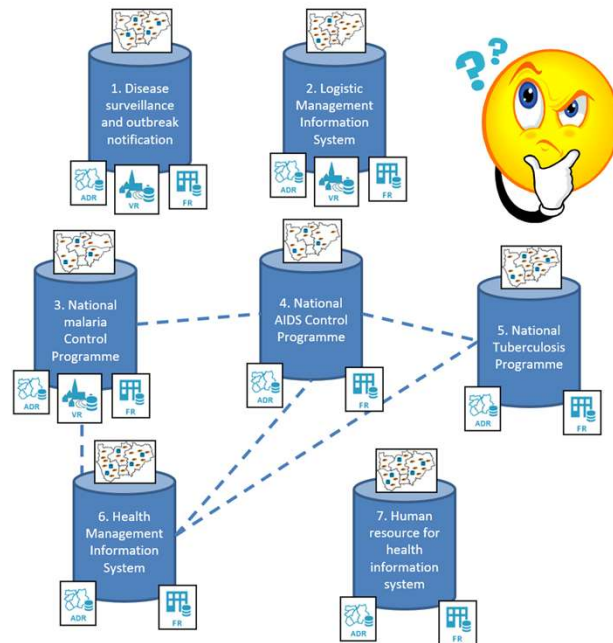 1. Disease
surveillance
and outbreak
notification
ADR
VR
FR
2. Logistic
Management
Information
System
ADR
VR
FR
??
3. National
malaria
Control
Programme
ADR
VR
FR
4. National
AIDS Control
Programme
ADR
FR
5. National
Tuberculosis
Programme
ADR
FR
6. Health
Management
Information
System
ADR
FR
7. Human
resource for
health
information
system
ADR
FR